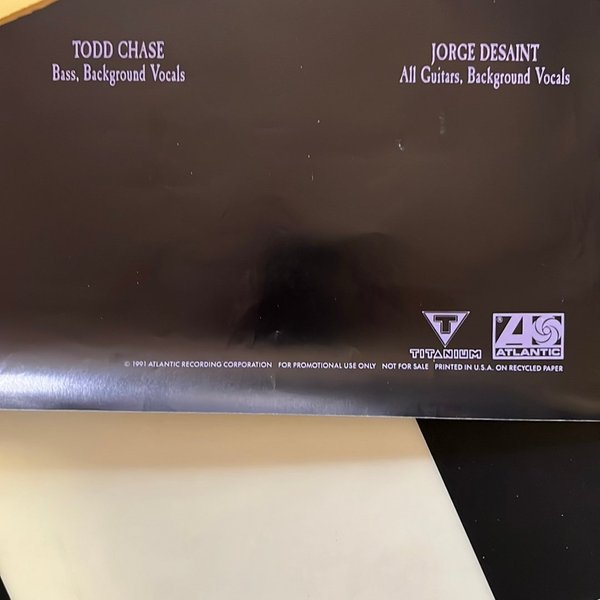 TODD CHASE
Bass, Background Vocals
JORGE DESAINT
All Guitars, Background Vocals
T
TITANIUM
® A
ATLANTIC
© 1991 ATLANTIC RECORDING CORPORATION FOR PROMOTIONAL USE ONLY NOT FOR SALE PRINTED IN U.S.A. ON RECYCLED PAPER